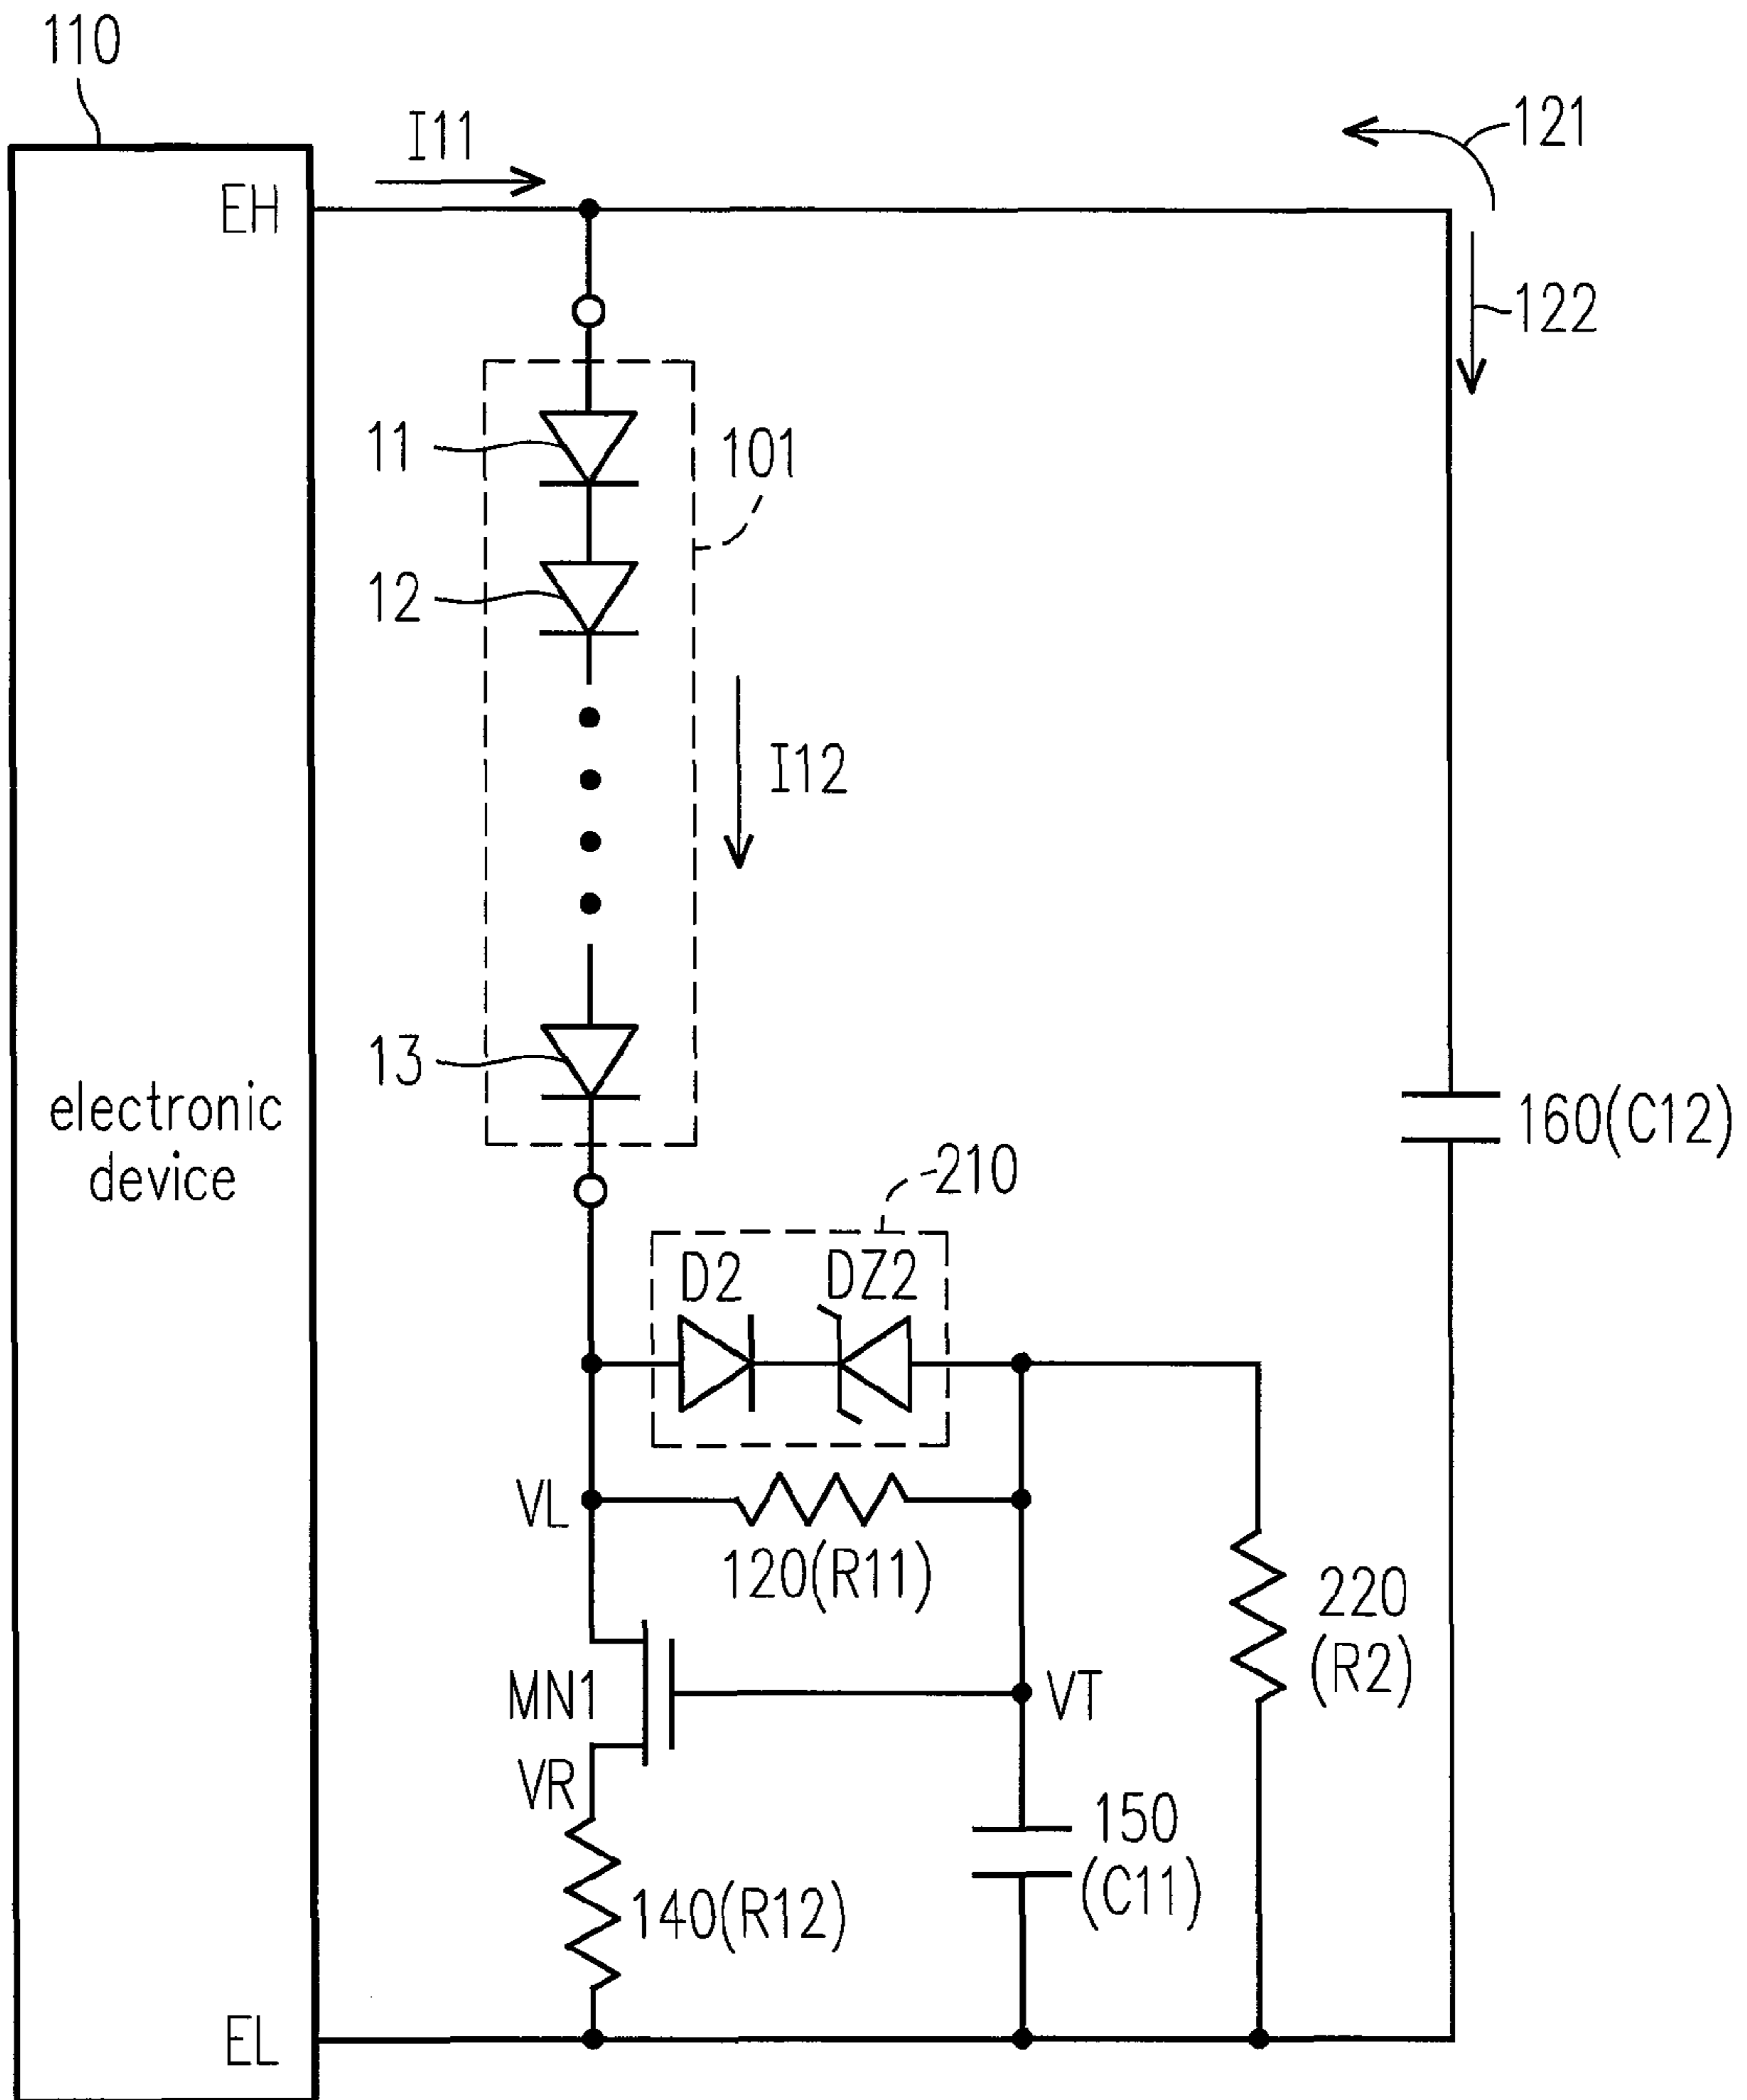 110
I11
121
EH
122
11
101
12
I12
13
electronic
device
160(C12)
210
D2
DZ2
VL
120(R11)
220
(R2)
MN1
VT
VR
150
(C11)
140(R12)
EL